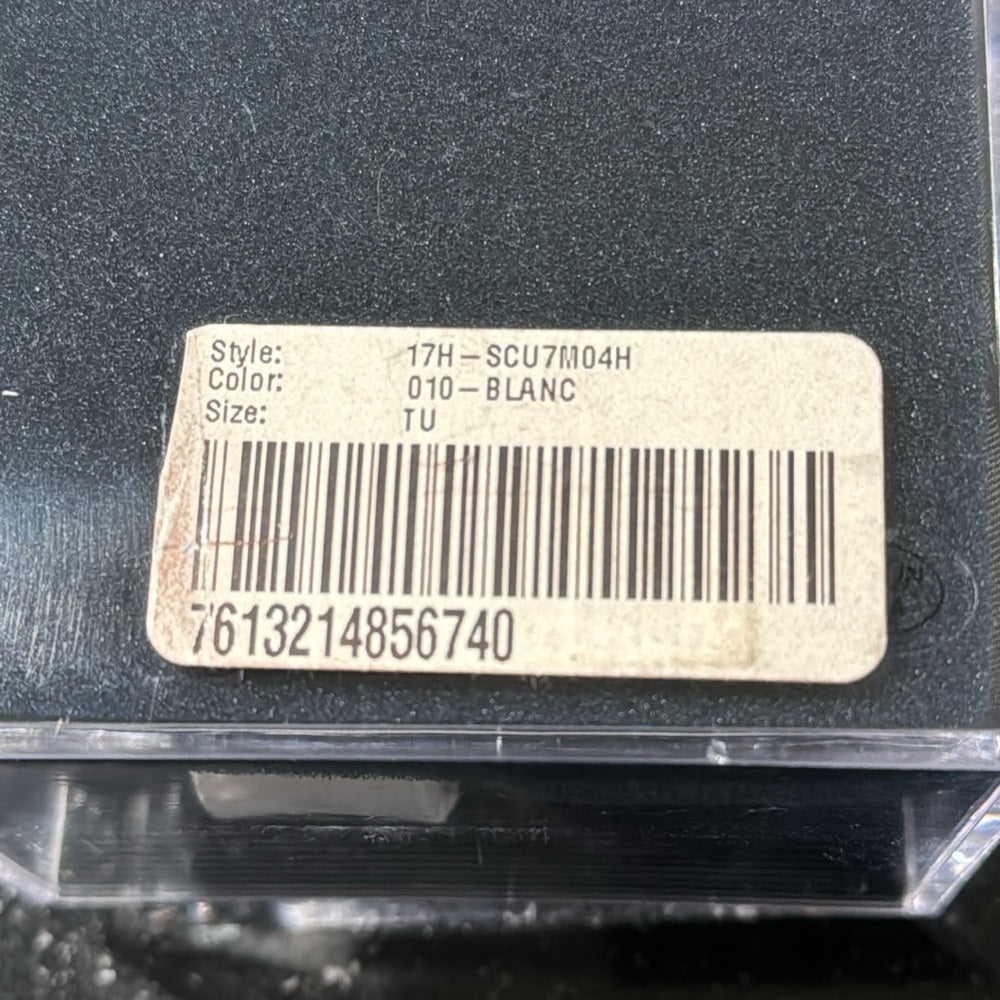 Style: 17H-SCU7M04H
Color: 010-BLANC
Size: TU
7613214856740